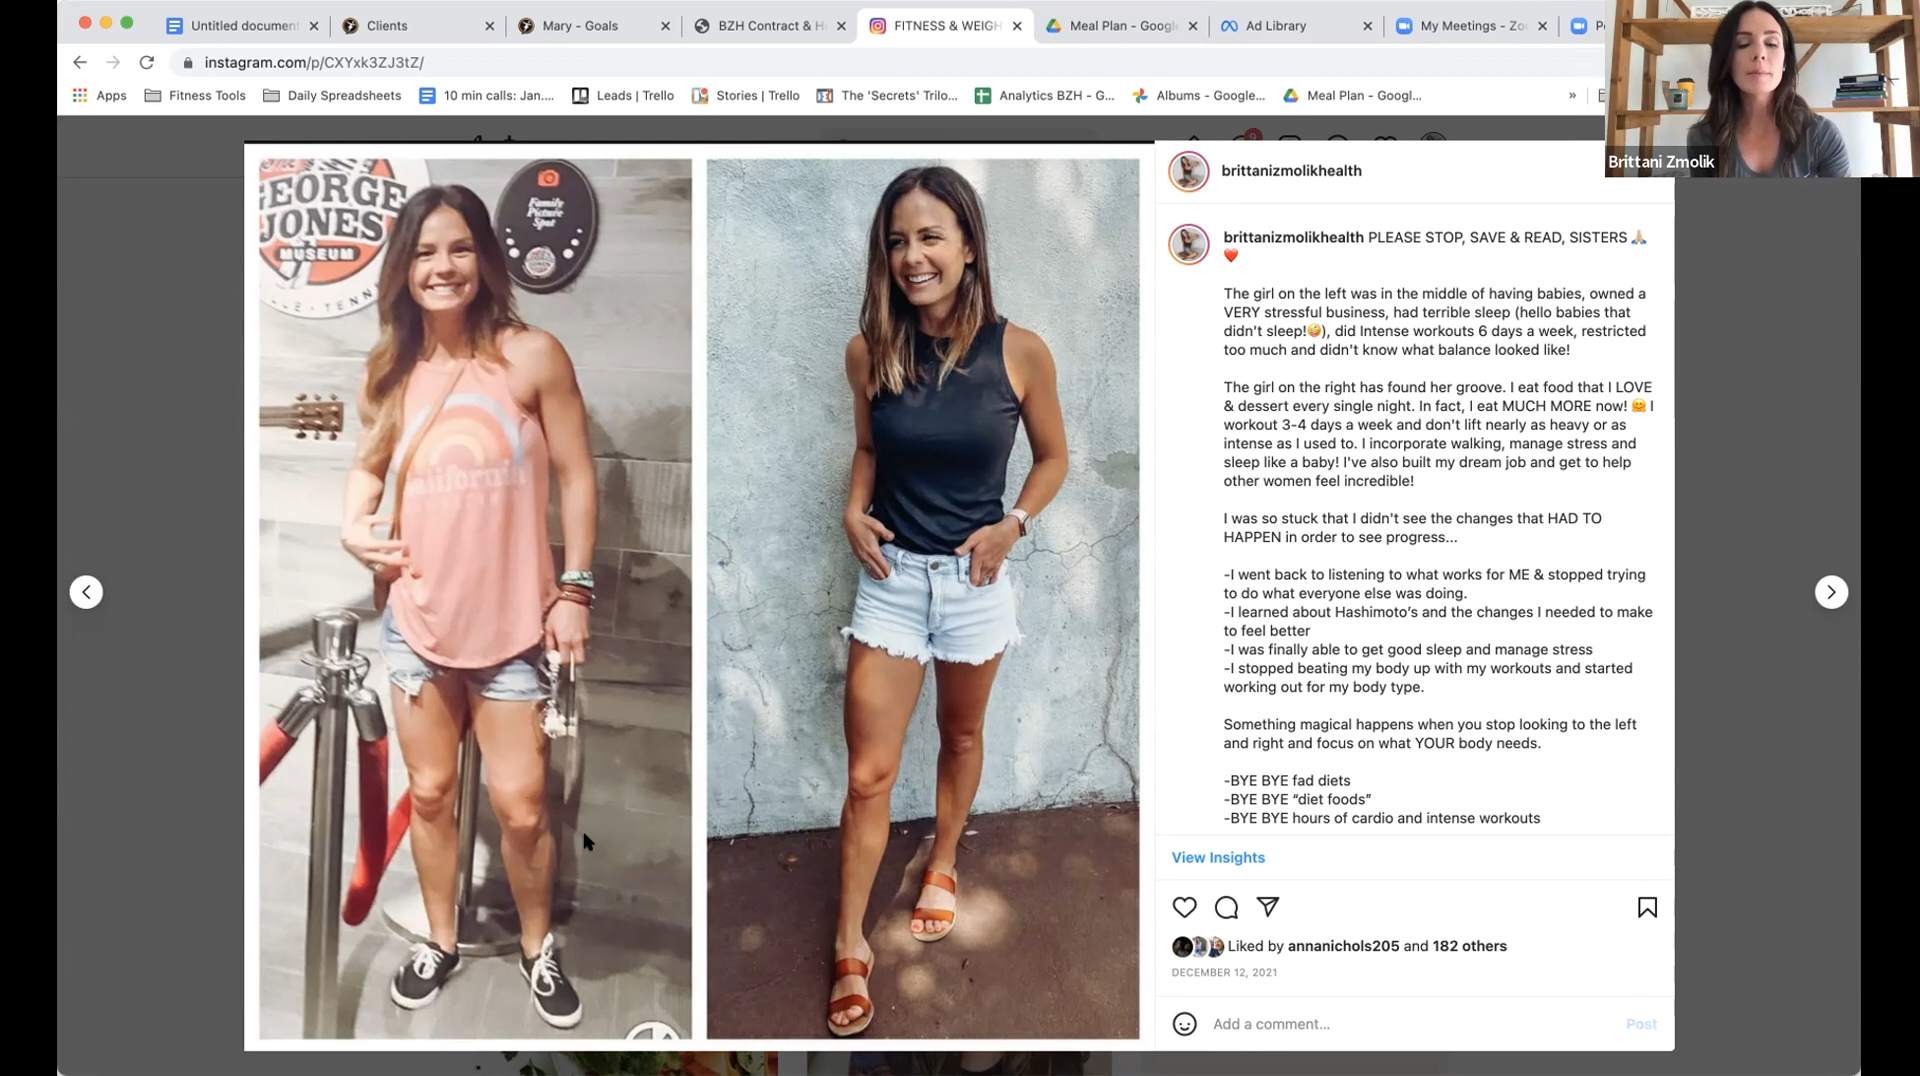 Untitled document
Clients
Mary - Goals
BZH Contract & H
FITNESS & WEIGH
Meal Plan - Google
Ad Library
My Meetings - Zo
instagram.com/p/CXYxk3ZJ3tZ/
Apps
Fitness Tools
Daily Spreadsheets
10 min calls: Jan....
Leads | Trello
Stories | Trello
The 'Secrets' Trilo...
Analytics BZH - G...
Albums - Google...
Meal Plan - Googl...
»
Brittani Zmolik
9
GEORGE
JONES
MUSEUM
LLE · TENN
Family
Picture
Spot
California
brittanizmolikhealth
brittanizmolikhealth PLEASE STOP, SAVE & READ, SISTERS 🙏🏼
❤️
The girl on the left was in the middle of having babies, owned a
VERY stressful business, had terrible sleep (hello babies that
didn't sleep!🤪), did Intense workouts 6 days a week, restricted
too much and didn't know what balance looked like!
The girl on the right has found her groove. I eat food that I LOVE
& dessert every single night. In fact, I eat MUCH MORE now! 🤗 I
workout 3-4 days a week and don't lift nearly as heavy or as
intense as I used to. I incorporate walking, manage stress and
sleep like a baby! I've also built my dream job and get to help
other women feel incredible!
I was so stuck that I didn't see the changes that HAD TO
HAPPEN in order to see progress...
-I went back to listening to what works for ME & stopped trying
to do what everyone else was doing.
-I learned about Hashimoto's and the changes I needed to make
to feel better
-I was finally able to get good sleep and manage stress
-I stopped beating my body up with my workouts and started
working out for my body type.
Something magical happens when you stop looking to the left
and right and focus on what YOUR body needs.
-BYE BYE fad diets
-BYE BYE “diet foods”
-BYE BYE hours of cardio and intense workouts
View Insights
Liked by annanichols205 and 182 others
DECEMBER 12, 2021
Add a comment...
Post